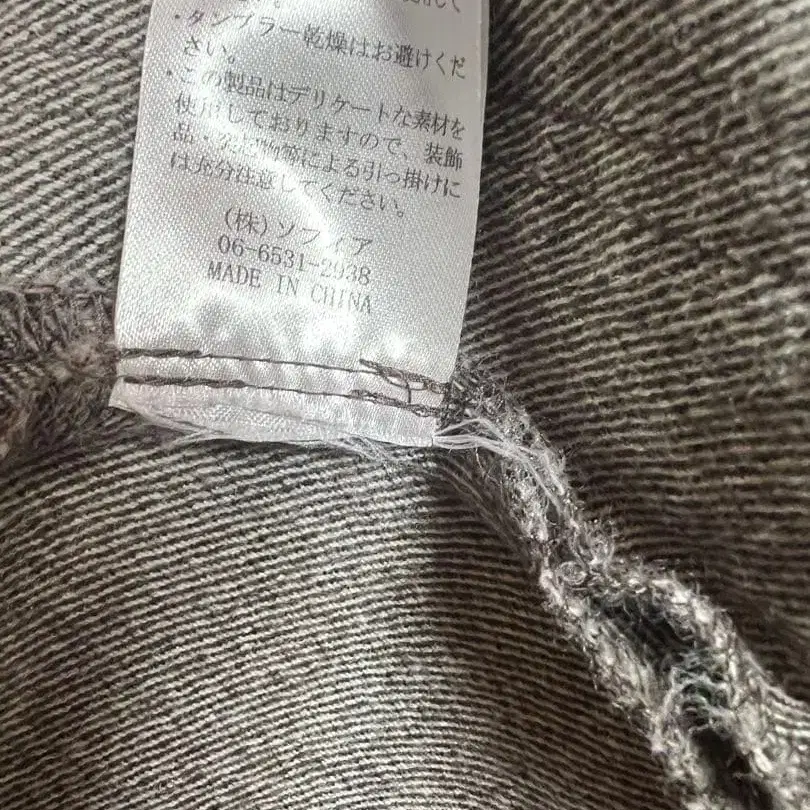 さい。
・タンブラー乾燥はお避けくだ
さい。
・この製品はデリケートな素材を
使用しておりますので、装飾
品・突起物等による引っ掛けに
は充分注意してください。
(株)ソフィア
06-6531-2938
MADE IN CHINA